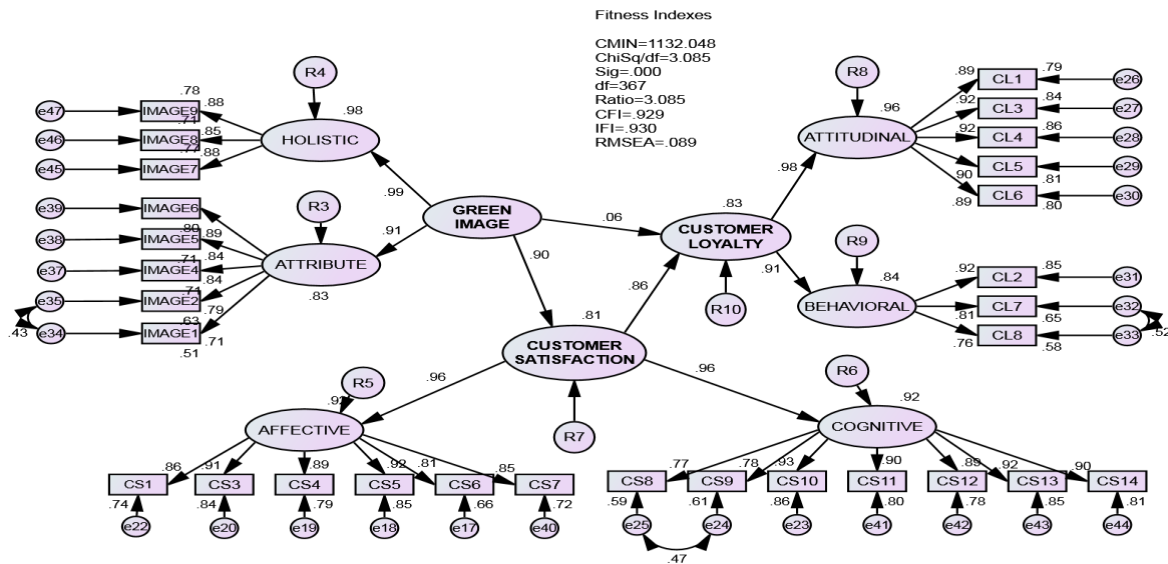 Fitness Indexes
CMIN=1132.048
ChiSq/df=3.085
Sig=.000
df=367
Ratio=3.085
CFI=.929
IFI=.930
RMSEA=.089
R4
.98
HOLISTIC
.78
e47
IMAGE9
.88
.71
e46
IMAGE8
.85
.77
e45
IMAGE7
.88
.99
R3
ATTRIBUTE
.83
.91
e39
IMAGE6
.80
.89
e38
IMAGE5
.71
.84
e37
IMAGE4
.71
.84
e35
IMAGE2
.63
.79
e34
IMAGE1
.51
.71
.43
GREEN
IMAGE
.06
.90
.83
CUSTOMER
LOYALTY
R10
.86
.98
.91
R8
.96
ATTITUDINAL
.89
CL1
.79
e26
.92
CL3
.84
e27
.92
CL4
.86
e28
.90
CL5
.81
e29
.89
CL6
.80
e30
R9
.84
BEHAVIORAL
.92
CL2
.85
e31
.81
CL7
.65
e32
.76
CL8
.58
e33
.52
.81
CUSTOMER
SATISFACTION
R7
.96
.96
R5
.92
AFFECTIVE
.86
.91
.89
.92
.81
.85
CS1
CS3
CS4
CS5
CS6
CS7
.74
.84
.79
.85
.66
.72
e22
e20
e19
e18
e17
e40
R6
.92
COGNITIVE
.77
.78
.93
.90
.89
.92
.90
CS8
CS9
CS10
CS11
CS12
CS13
CS14
.59
.61
.86
.80
.78
.85
.81
e25
e24
e23
e41
e42
e43
e44
.47